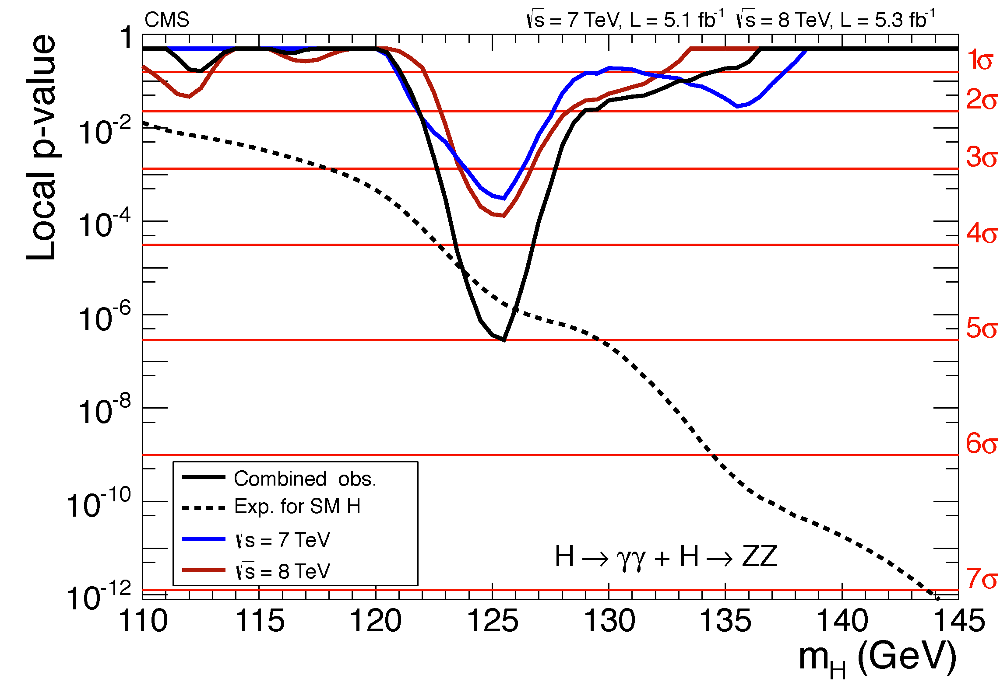 CMS √s = 7 TeV, L = 5.1 fb⁻¹ √s = 8 TeV, L = 5.3 fb⁻¹
Local p-value
1
10⁻²
10⁻⁴
10⁻⁶
10⁻⁸
10⁻¹⁰
10⁻¹²
1σ
2σ
3σ
4σ
5σ
6σ
7σ
Combined obs.
Exp. for SM H
√s = 7 TeV
√s = 8 TeV
H → γγ + H → ZZ
110 115 120 125 130 135 140 145
m_H (GeV)